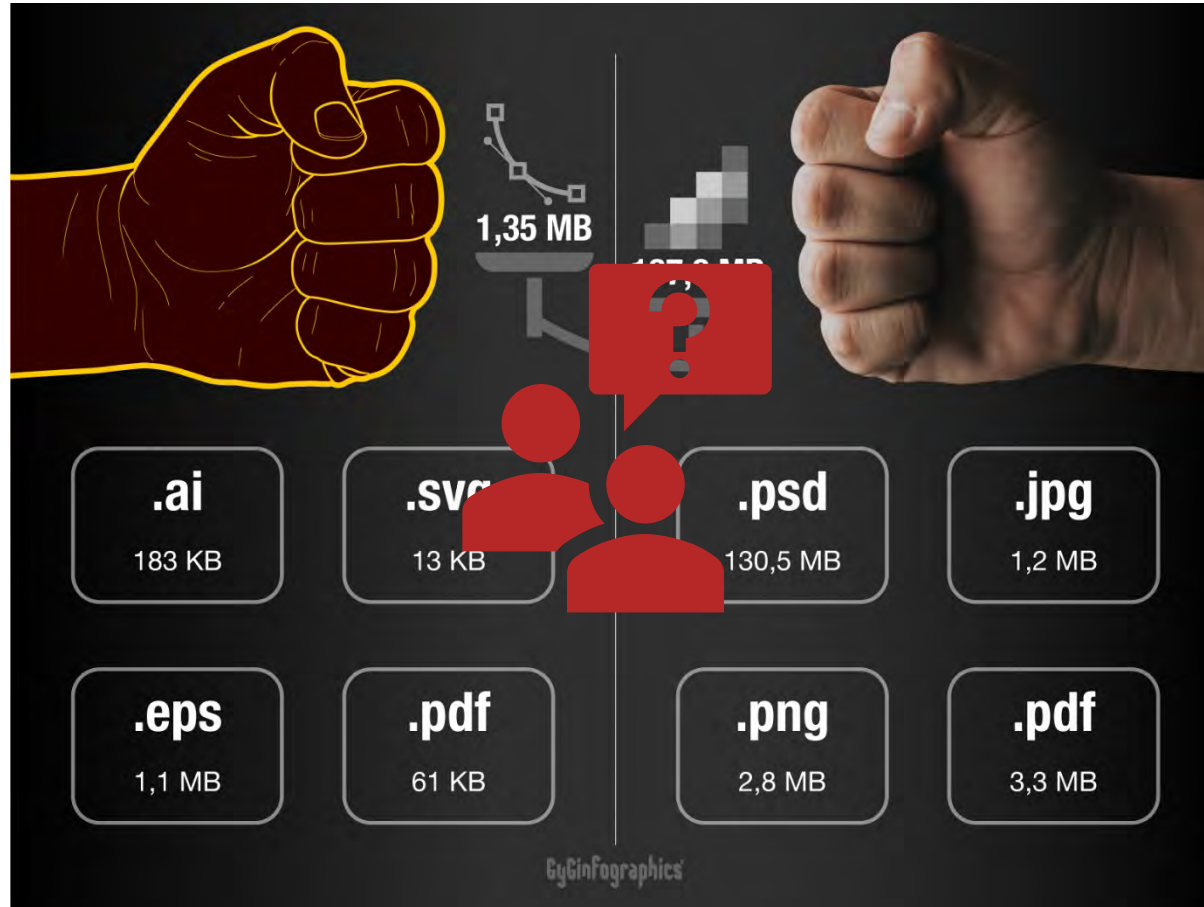 1,35 MB
.ai
183 KB
13 KB
.psd
130,5 MB
.jpg
1,2 MB
.eps
1,1 MB
.pdf
61 KB
.png
2,8 MB
.pdf
3,3 MB
GyGinfographics
?